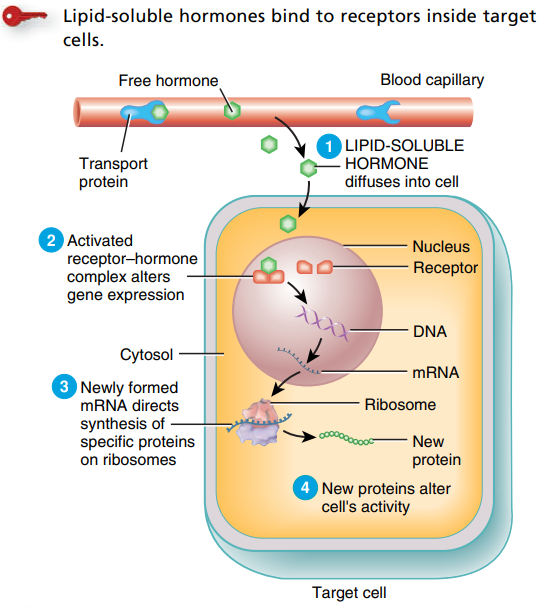 Lipid-soluble hormones bind to receptors inside target
cells.
Free hormone
Blood capillary
Transport
protein
1 LIPID-SOLUBLE
HORMONE
diffuses into cell
2 Activated
receptor–hormone
complex alters
gene expression
Nucleus
Receptor
DNA
Cytosol
mRNA
3 Newly formed
mRNA directs
synthesis of
specific proteins
on ribosomes
Ribosome
New
protein
4 New proteins alter
cell's activity
Target cell